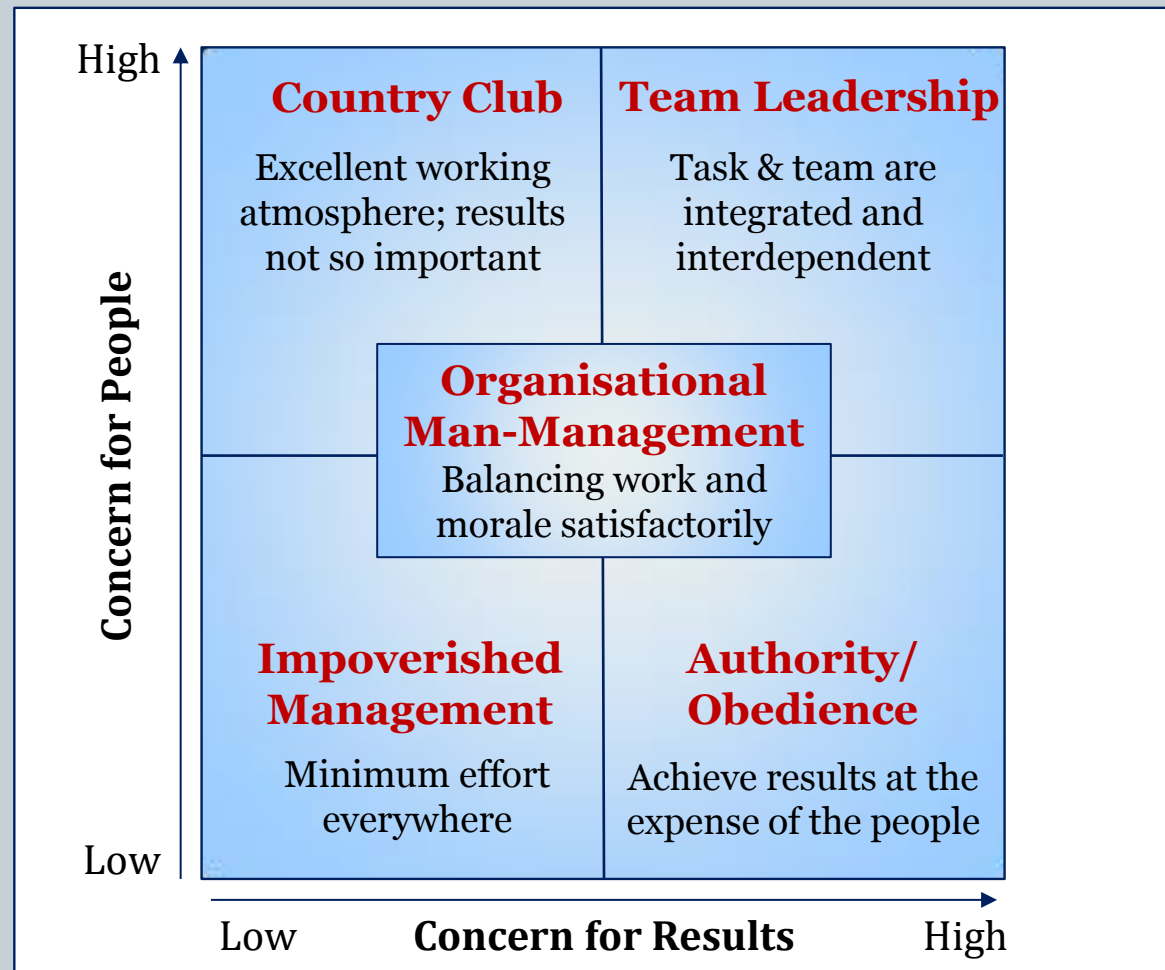 High
Country Club
Excellent working
atmosphere; results
not so important
Team Leadership
Task & team are
integrated and
interdependent
Concern for People
Organisational
Man-Management
Balancing work and
morale satisfactorily
Impoverished
Management
Minimum effort
everywhere
Authority/
Obedience
Achieve results at the
expense of the people
Low
Low
Concern for Results
High